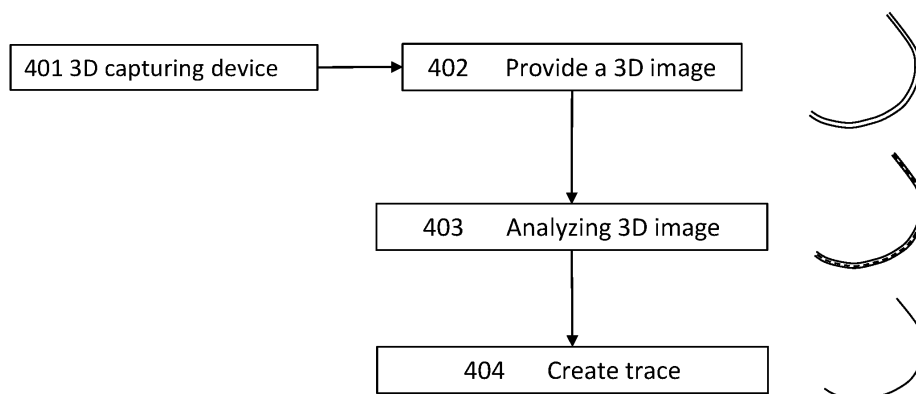 401 3D capturing device
402 Provide a 3D image
403 Analyzing 3D image
404 Create trace